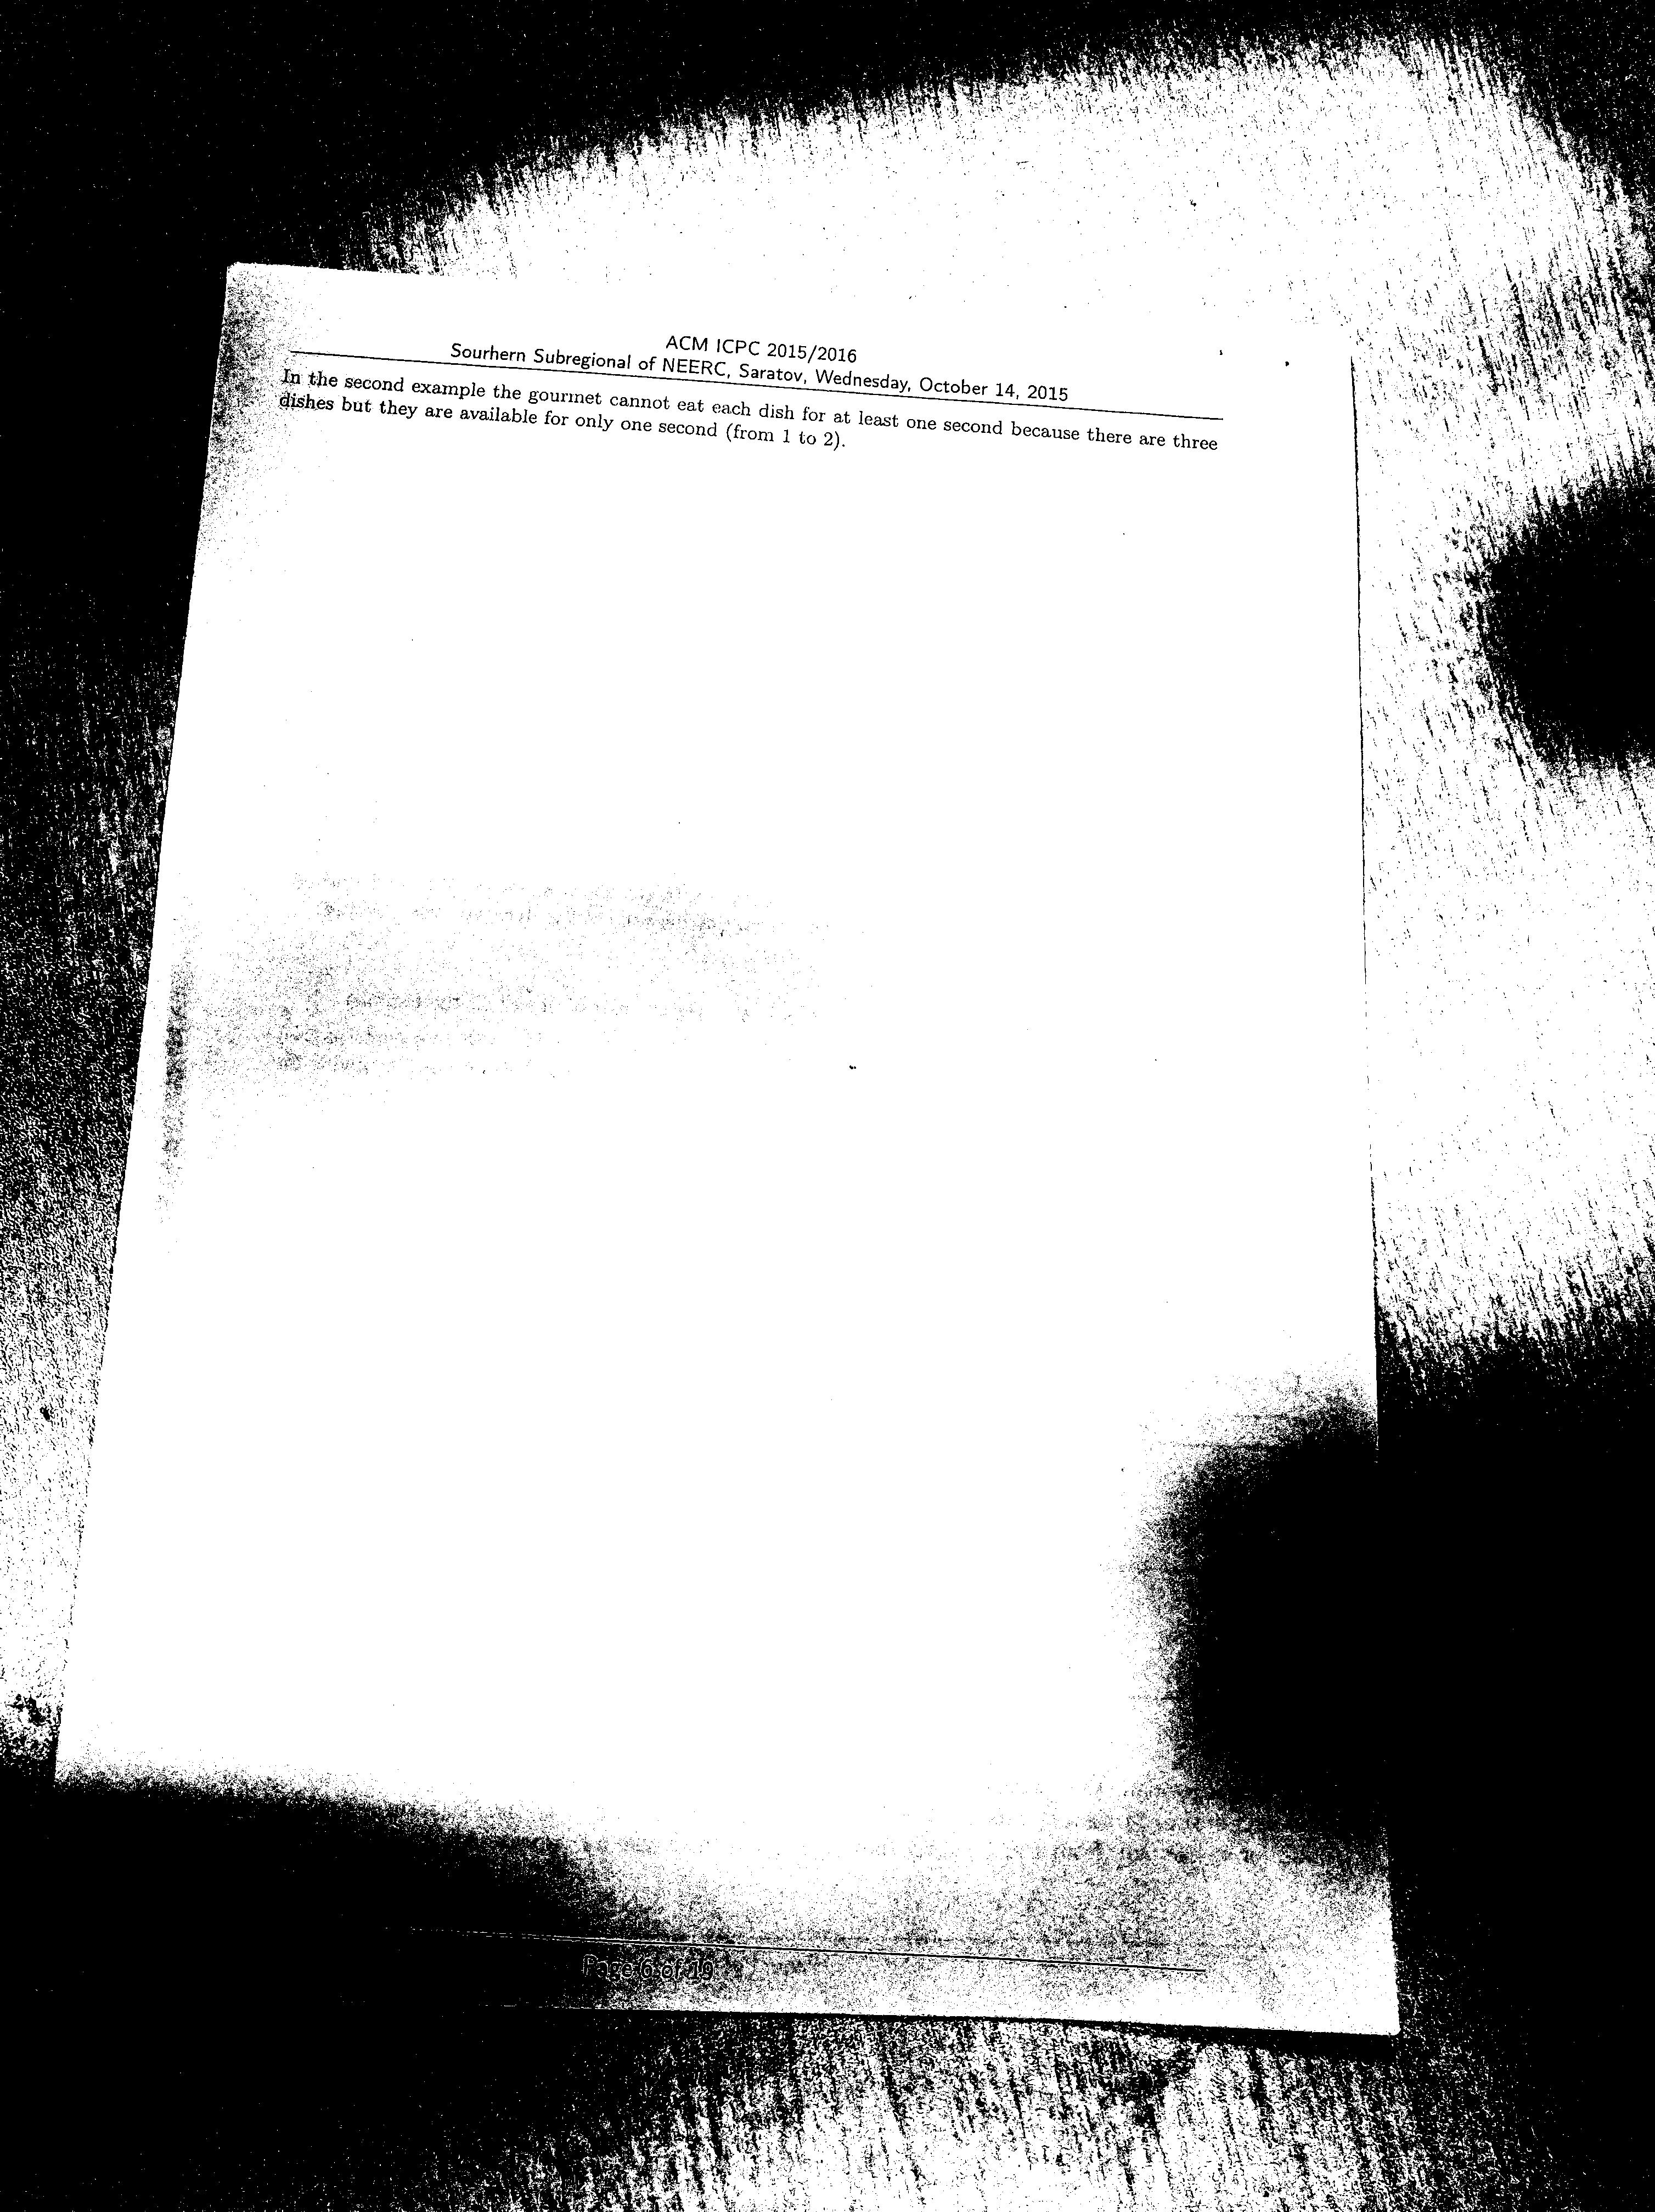 ACM ICPC 2015/2016
Sourhern Subregional of NEERC, Saratov, Wednesday, October 14, 2015
In the second example the gourmet cannot eat each dish for at least one second because there are three
dishes but they are available for only one second (from 1 to 2).
Page 6 of 19